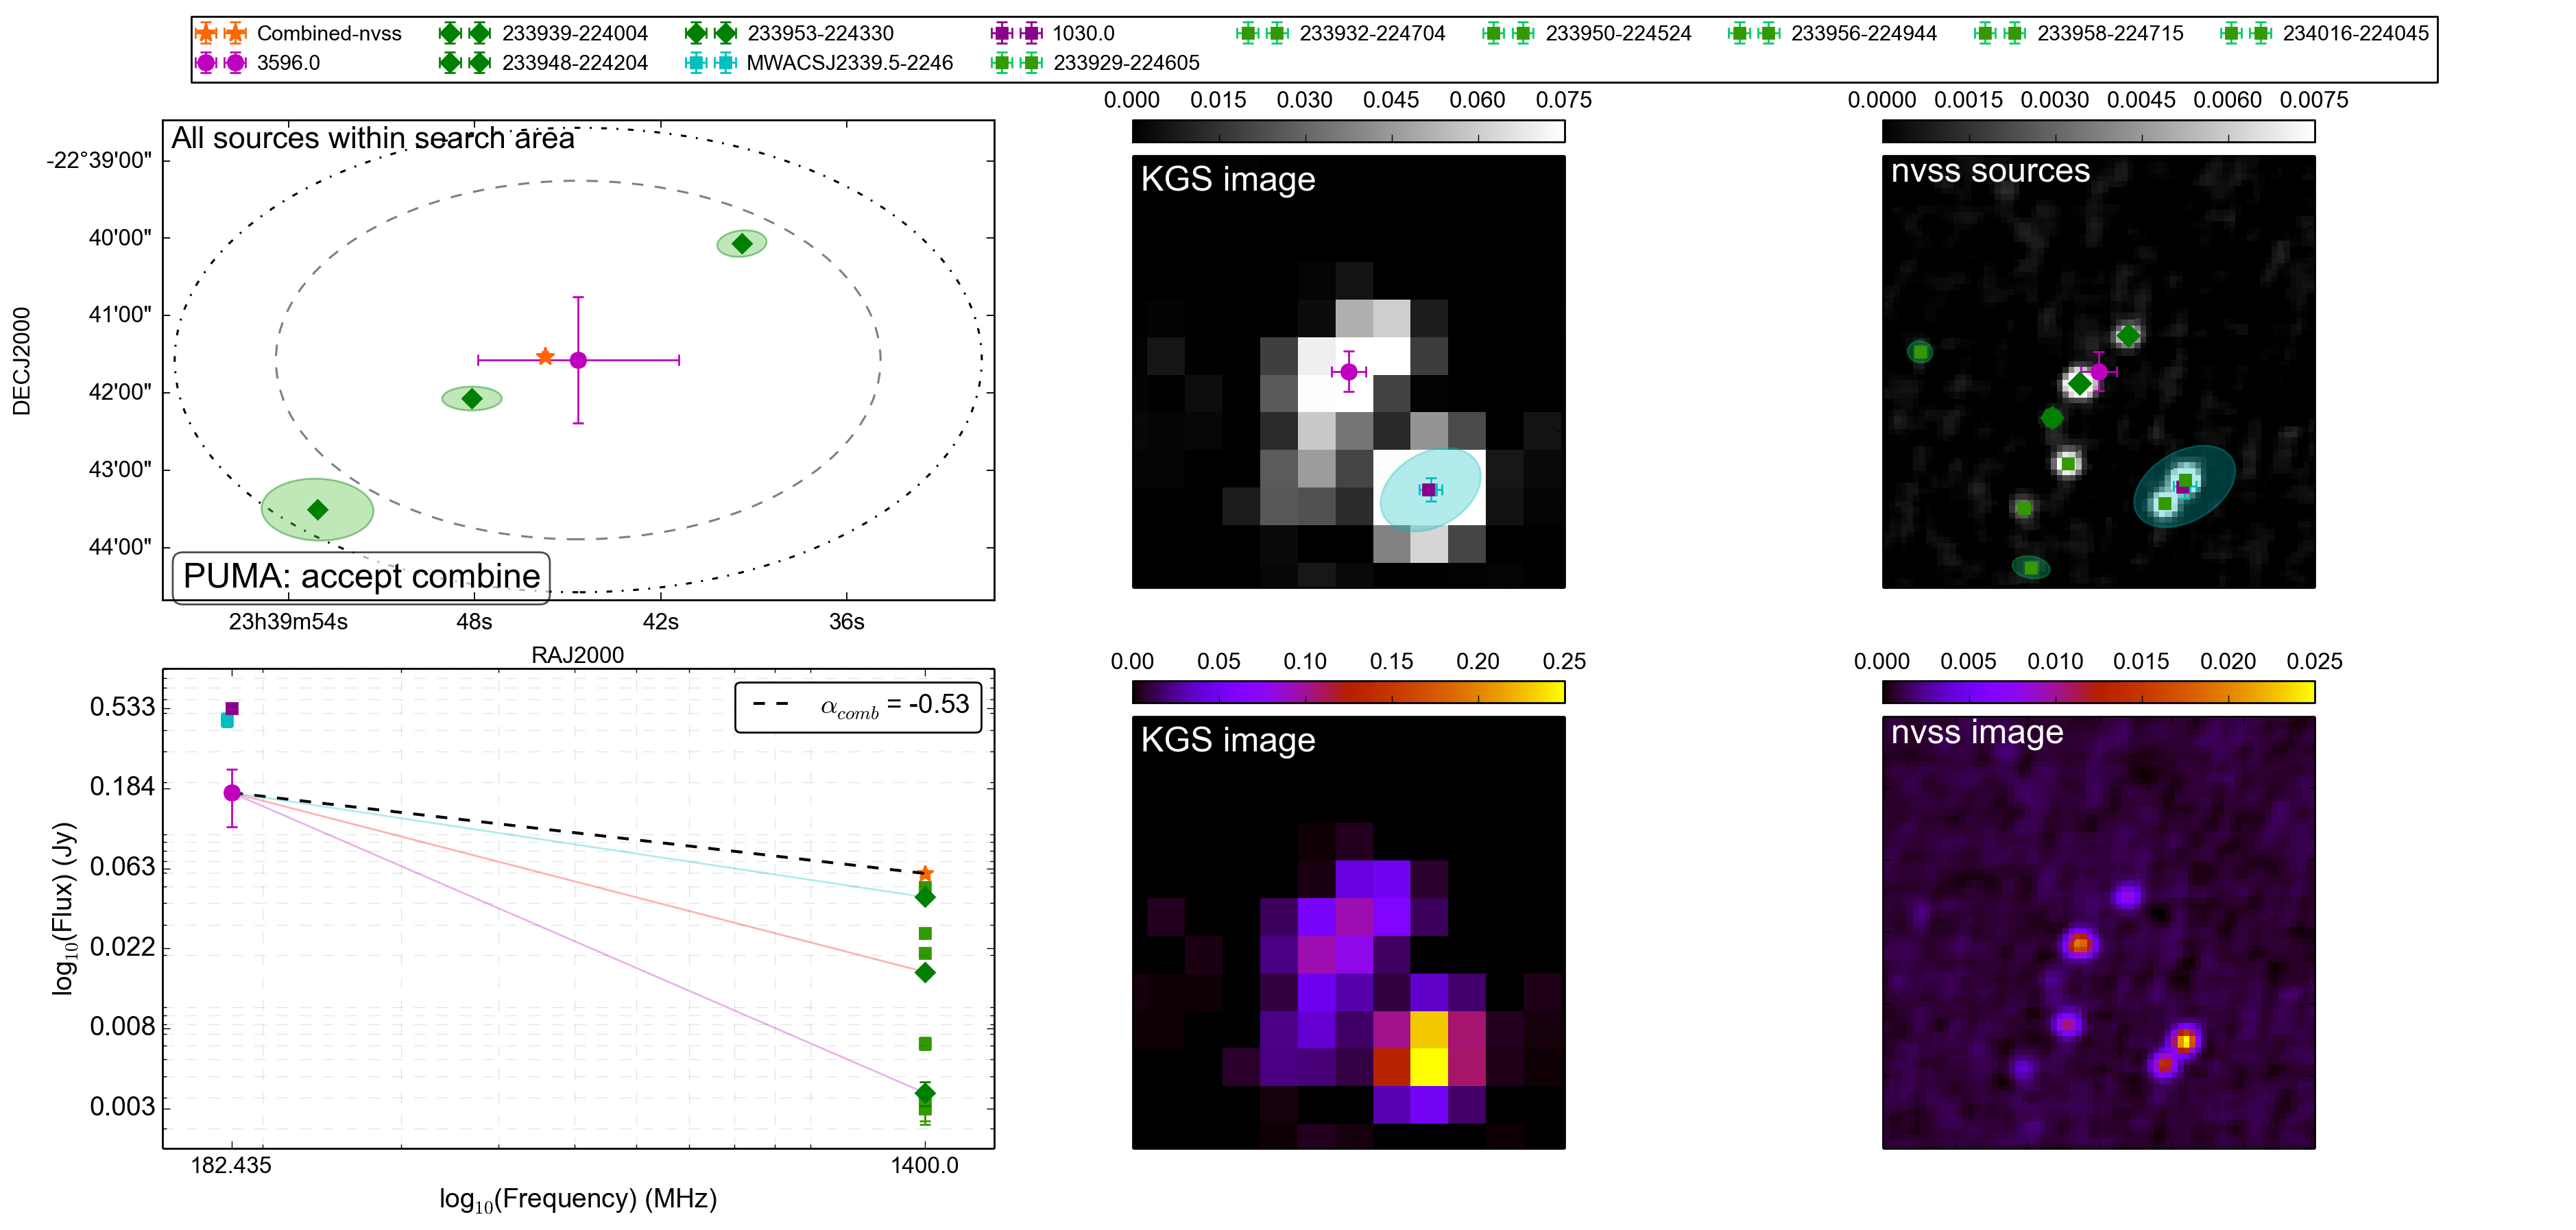 Combined-nvss 233939-224004 233953-224330 1030.0 233932-224704 233950-224524 233956-224944 233958-224715 234016-224045
3596.0 233948-224204 MWACSJ2339.5-2246 233929-224605
All sources within search area
-22°39'00"
40'00"
41'00"
42'00"
43'00"
44'00"
DECJ2000
PUMA: accept combine
23h39m54s 48s 42s 36s
RAJ2000
0.000 0.015 0.030 0.045 0.060 0.075
KGS image
0.0000 0.0015 0.0030 0.0045 0.0060 0.0075
nvss sources
α_comb = -0.53
0.533
0.184
0.063
0.022
0.008
0.003
log₁₀(Flux) (Jy)
182.435 1400.0
log₁₀(Frequency) (MHz)
0.00 0.05 0.10 0.15 0.20 0.25
KGS image
0.000 0.005 0.010 0.015 0.020 0.025
nvss image